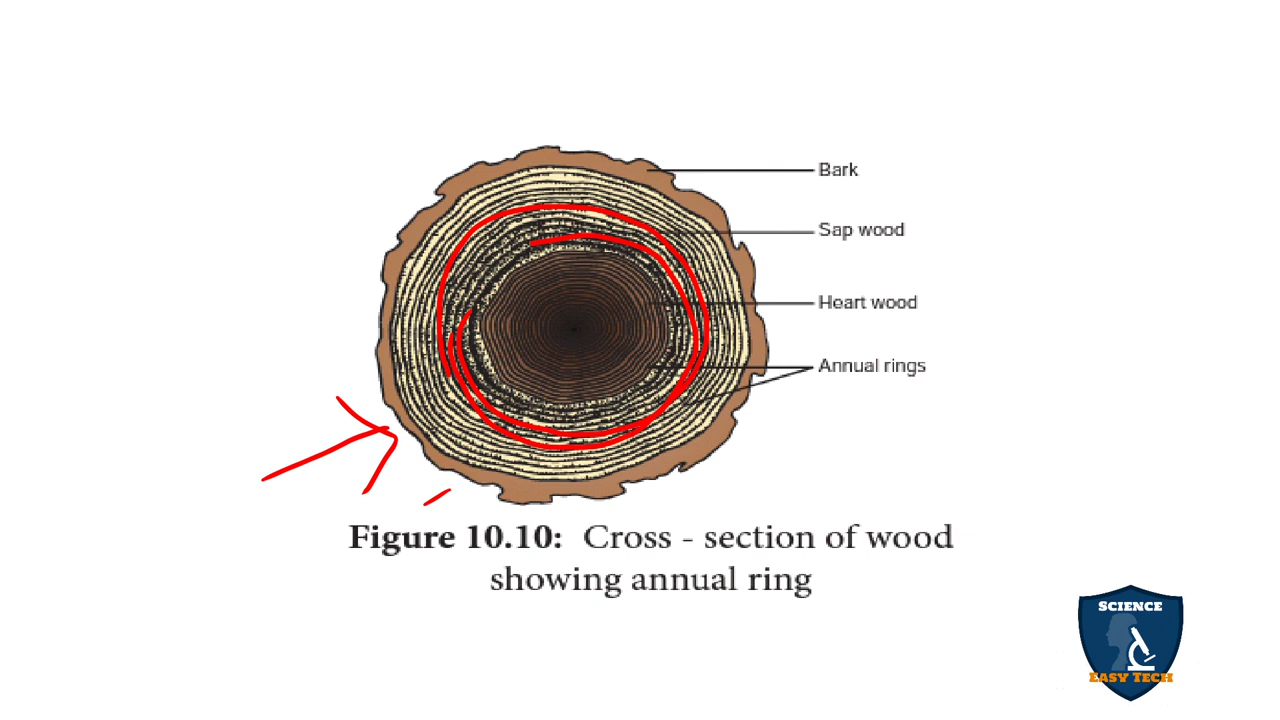 Bark
Sap wood
Heart wood
Annual rings
Figure 10.10: Cross - section of wood
showing annual ring
SCIENCE
EASY TECH